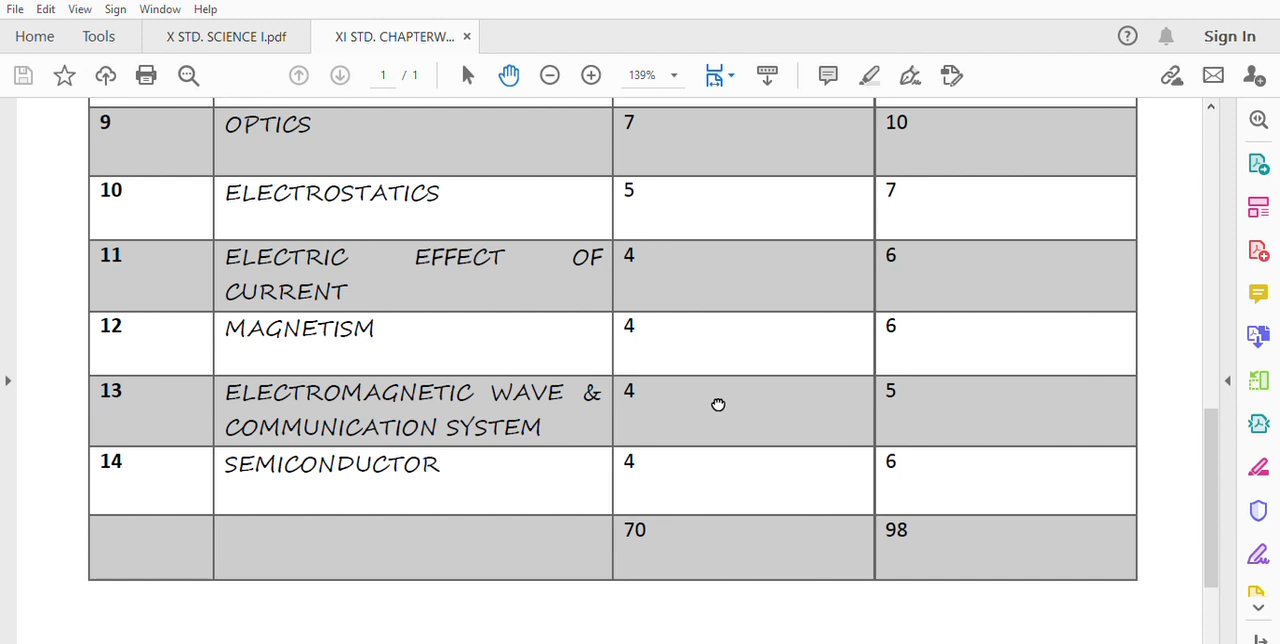 File Edit View Sign Window Help
Home Tools X STD. SCIENCE I.pdf XI STD. CHAPTERW... × Sign In
1 / 1 139%
9 OPTICS 7 10
10 ELECTROSTATICS 5 7
11 ELECTRIC EFFECT OF 4 6
CURRENT
12 MAGNETISM 4 6
13 ELECTROMAGNETIC WAVE & 4 5
COMMUNICATION SYSTEM
14 SEMICONDUCTOR 4 6
70 98